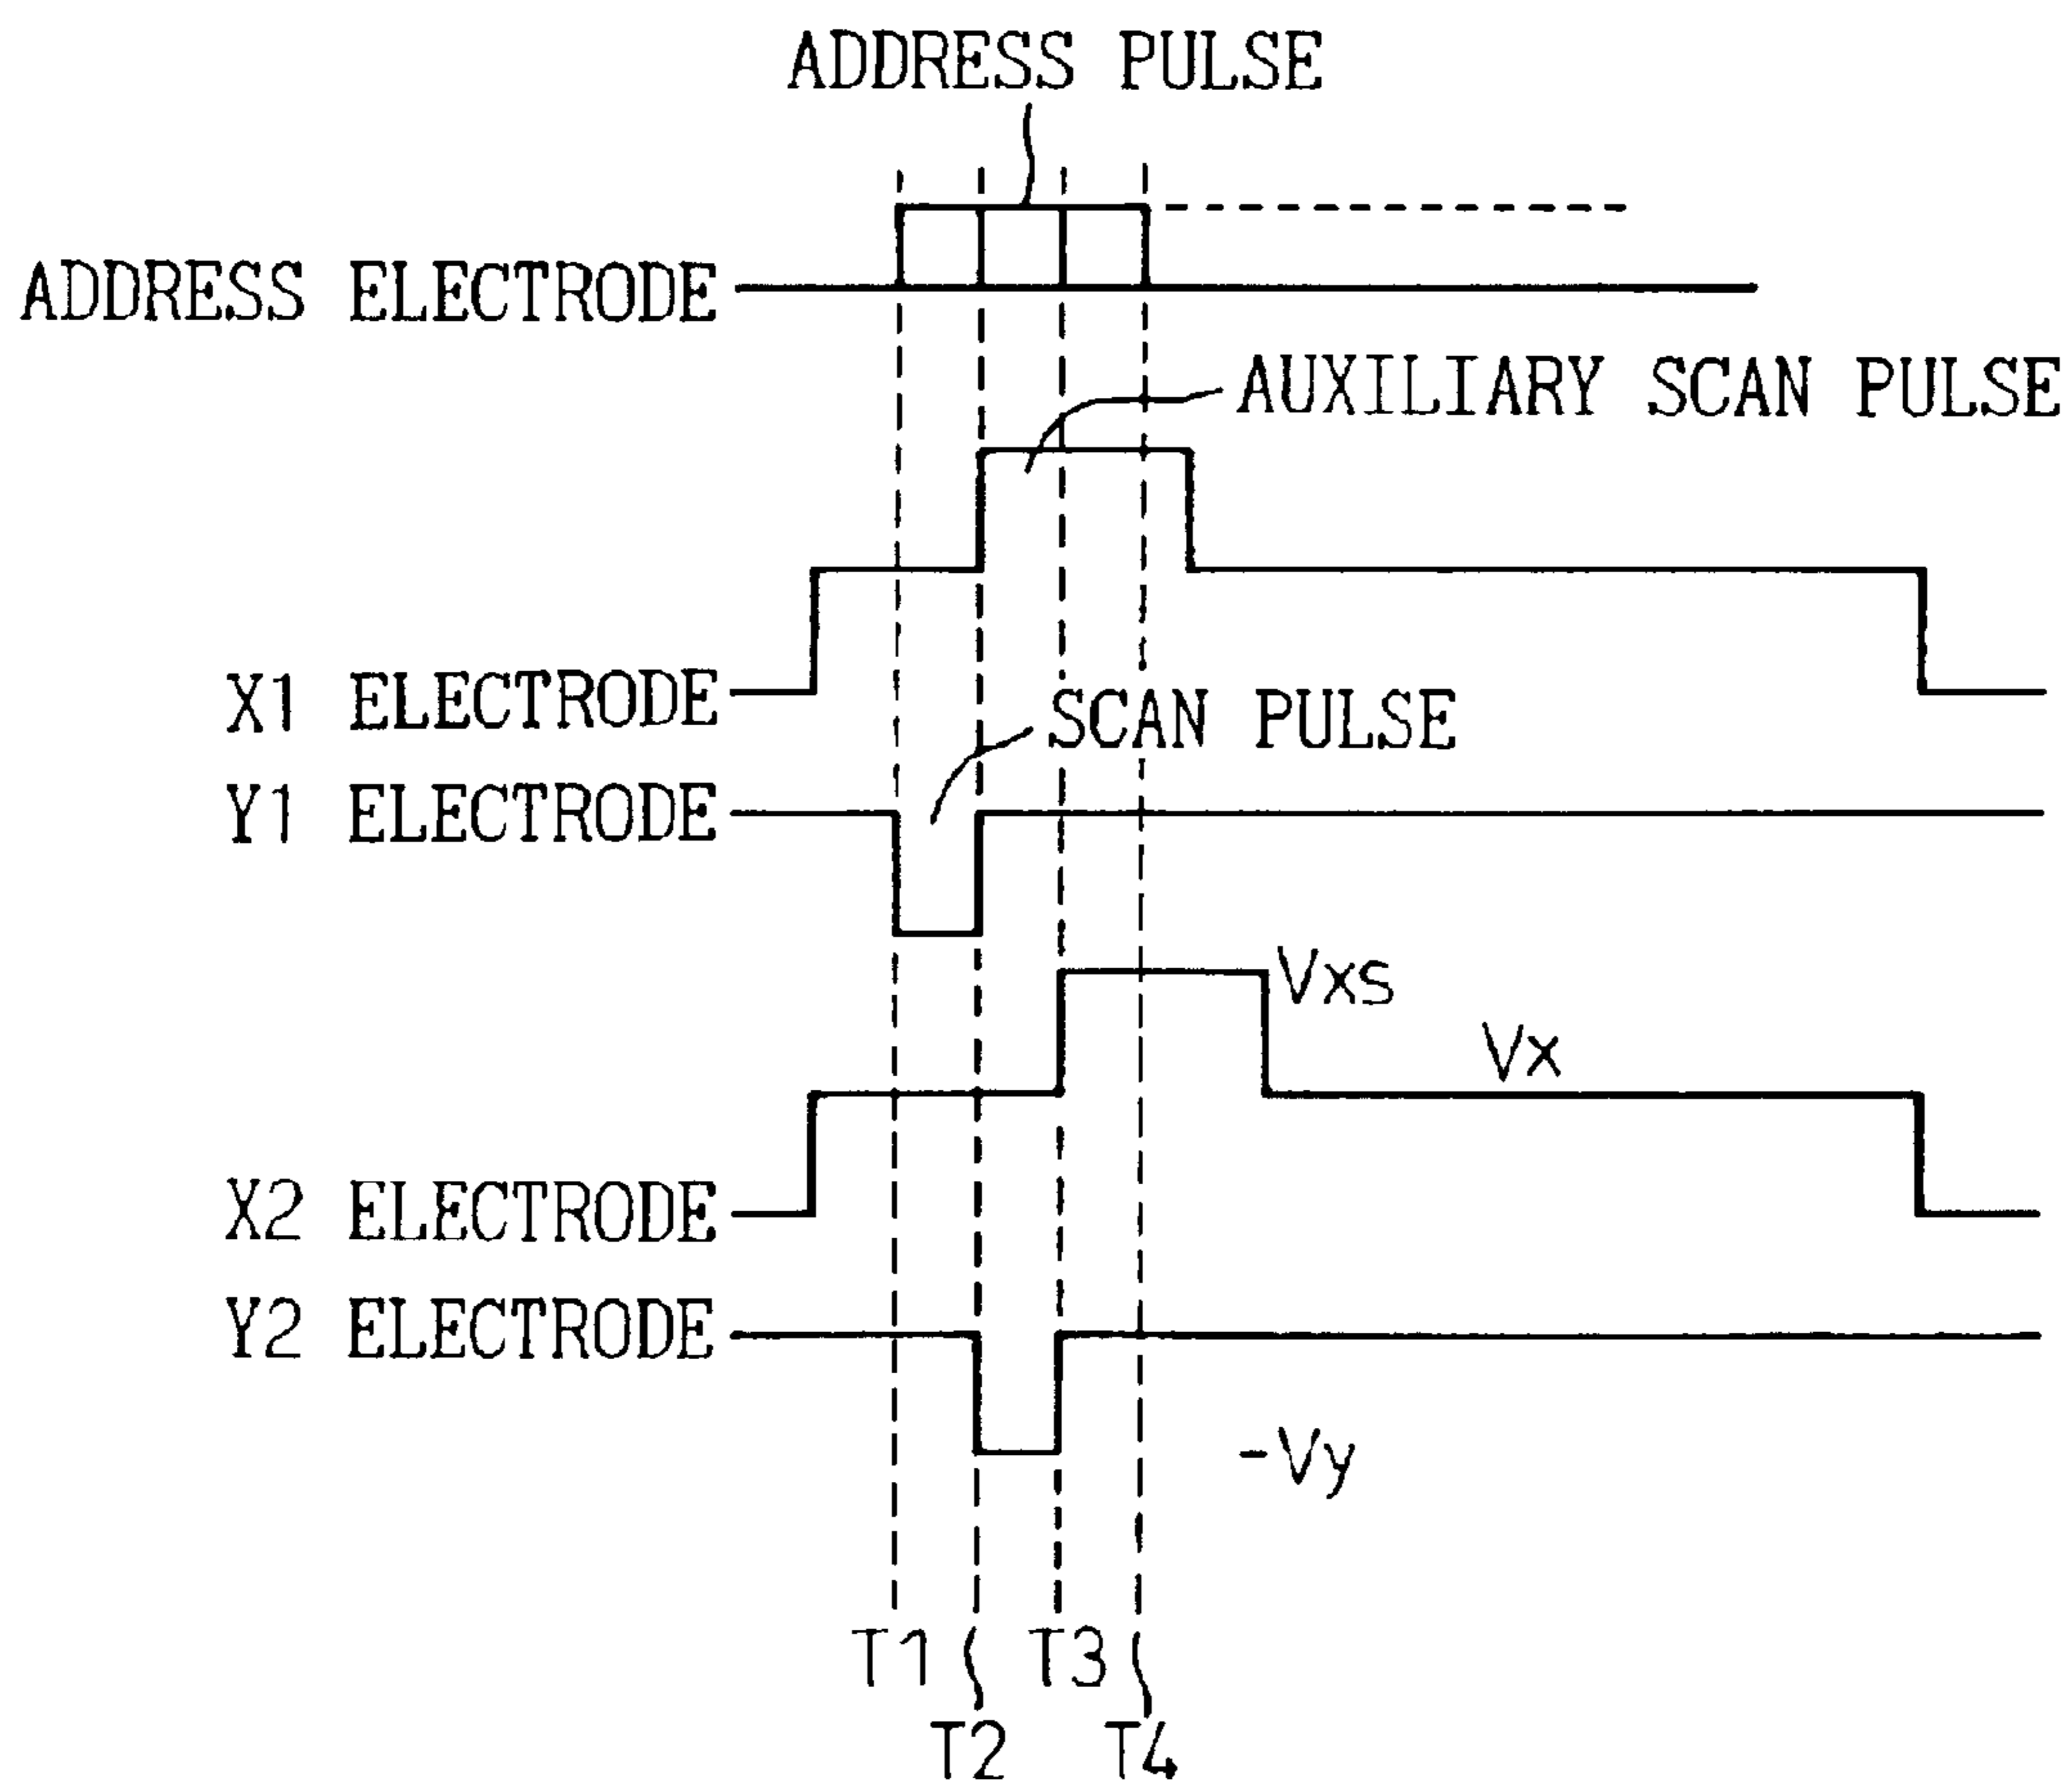 ADDRESS PULSE
ADDRESS ELECTRODE
AUXILIARY SCAN PULSE
X1 ELECTRODE
SCAN PULSE
Y1 ELECTRODE
Vxs
Vx
X2 ELECTRODE
Y2 ELECTRODE
-Vy
T1
T3
T2
T4